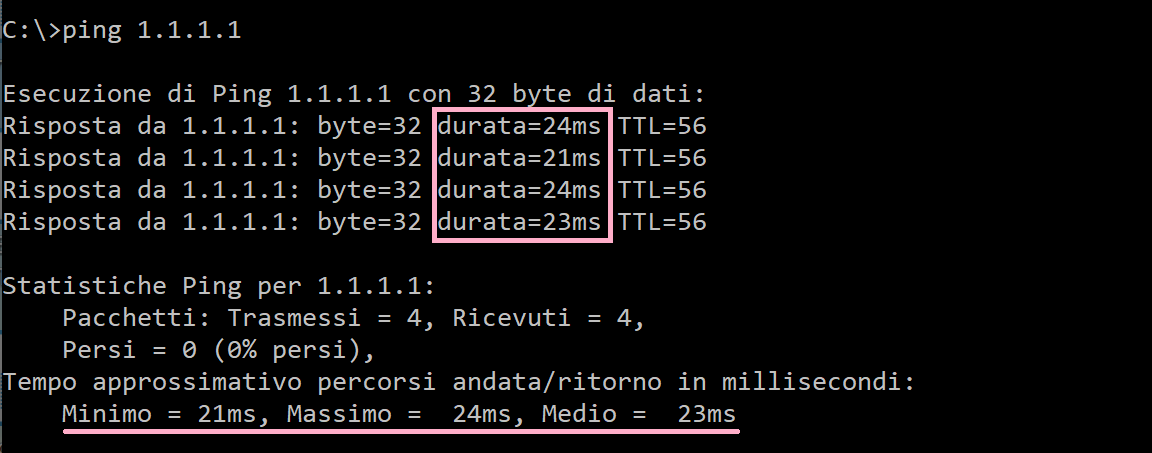 C:\>ping 1.1.1.1
Esecuzione di Ping 1.1.1.1 con 32 byte di dati:
Risposta da 1.1.1.1: byte=32 durata=24ms TTL=56
Risposta da 1.1.1.1: byte=32 durata=21ms TTL=56
Risposta da 1.1.1.1: byte=32 durata=24ms TTL=56
Risposta da 1.1.1.1: byte=32 durata=23ms TTL=56
Statistiche Ping per 1.1.1.1:
    Pacchetti: Trasmessi = 4, Ricevuti = 4,
    Persi = 0 (0% persi),
Tempo approssimativo percorsi andata/ritorno in millisecondi:
    Minimo = 21ms, Massimo =  24ms, Medio =  23ms